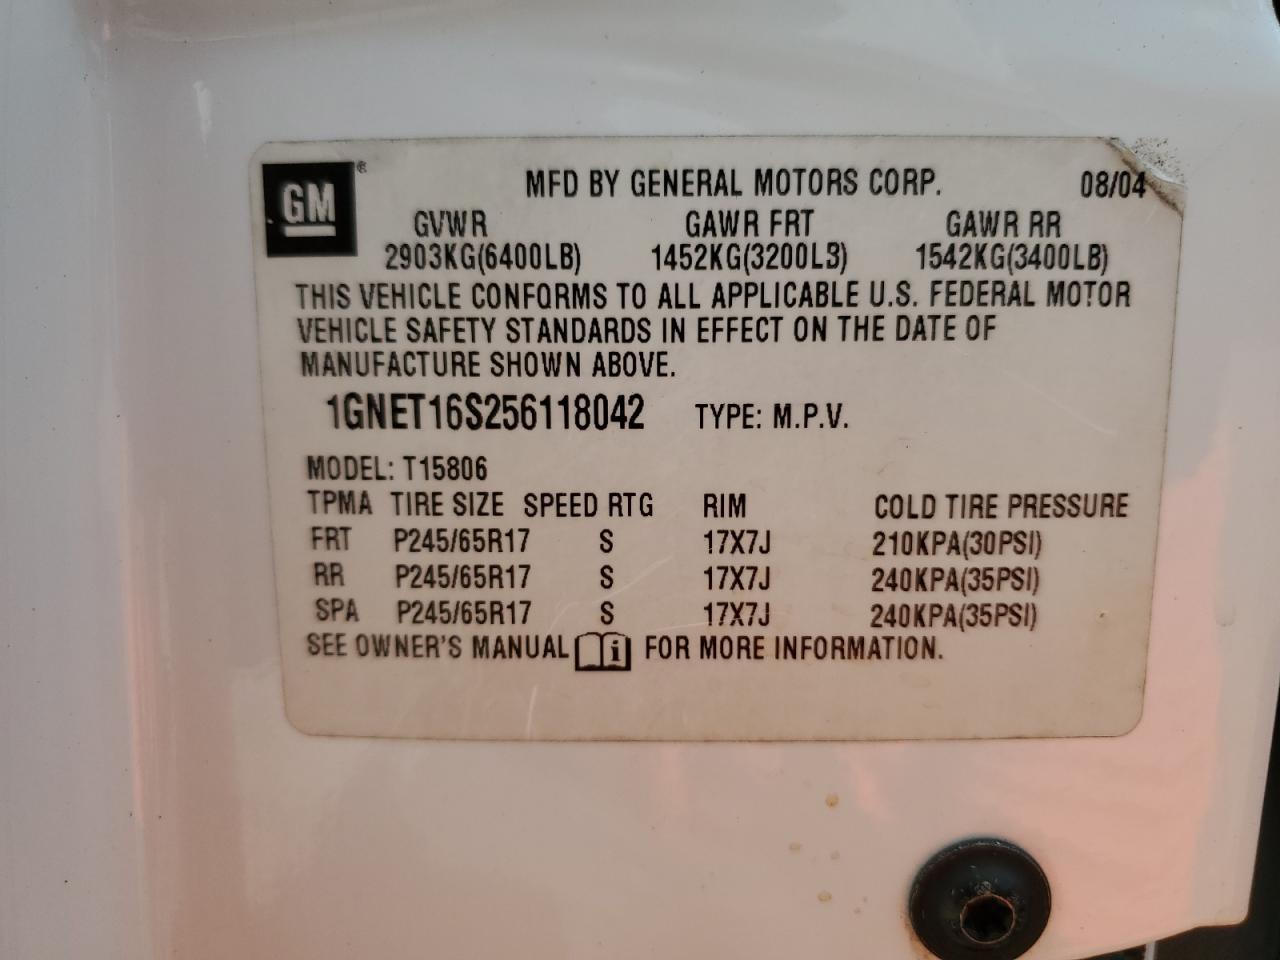 GM®
MFD BY GENERAL MOTORS CORP. 08/04
GVWR GAWR FRT GAWR RR
2903KG(6400LB) 1452KG(3200LB) 1542KG(3400LB)
THIS VEHICLE CONFORMS TO ALL APPLICABLE U.S. FEDERAL MOTOR
VEHICLE SAFETY STANDARDS IN EFFECT ON THE DATE OF
MANUFACTURE SHOWN ABOVE.
1GNET16S256118042 TYPE: M.P.V.
MODEL: T15806
TPMA TIRE SIZE SPEED RTG RIM COLD TIRE PRESSURE
FRT P245/65R17 S 17X7J 210KPA(30PSI)
RR P245/65R17 S 17X7J 240KPA(35PSI)
SPA P245/65R17 S 17X7J 240KPA(35PSI)
SEE OWNER'S MANUAL i FOR MORE INFORMATION.